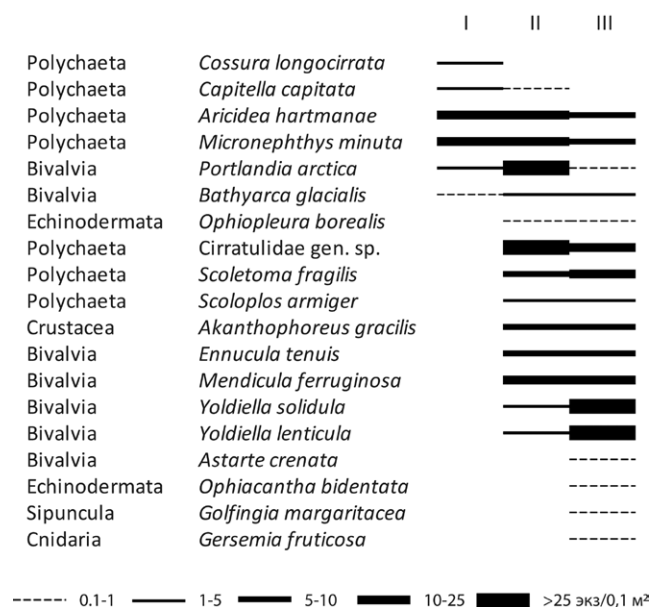 I II III
Polychaeta Cossura longocirrata
Polychaeta Capitella capitata
Polychaeta Aricidea hartmanae
Polychaeta Micronephthys minuta
Bivalvia Portlandia arctica
Bivalvia Bathyarca glacialis
Echinodermata Ophiopleura borealis
Polychaeta Cirratulidae gen. sp.
Polychaeta Scoletoma fragilis
Polychaeta Scoloplos armiger
Crustacea Akanthophoreus gracilis
Bivalvia Ennucula tenuis
Bivalvia Mendicula ferruginosa
Bivalvia Yoldiella solidula
Bivalvia Yoldiella lenticula
Bivalvia Astarte crenata
Echinodermata Ophiacantha bidentata
Sipuncula Golfingia margaritacea
Cnidaria Gersemia fruticosa
0.1-1 1-5 5-10 10-25 >25 экз/0,1 м²